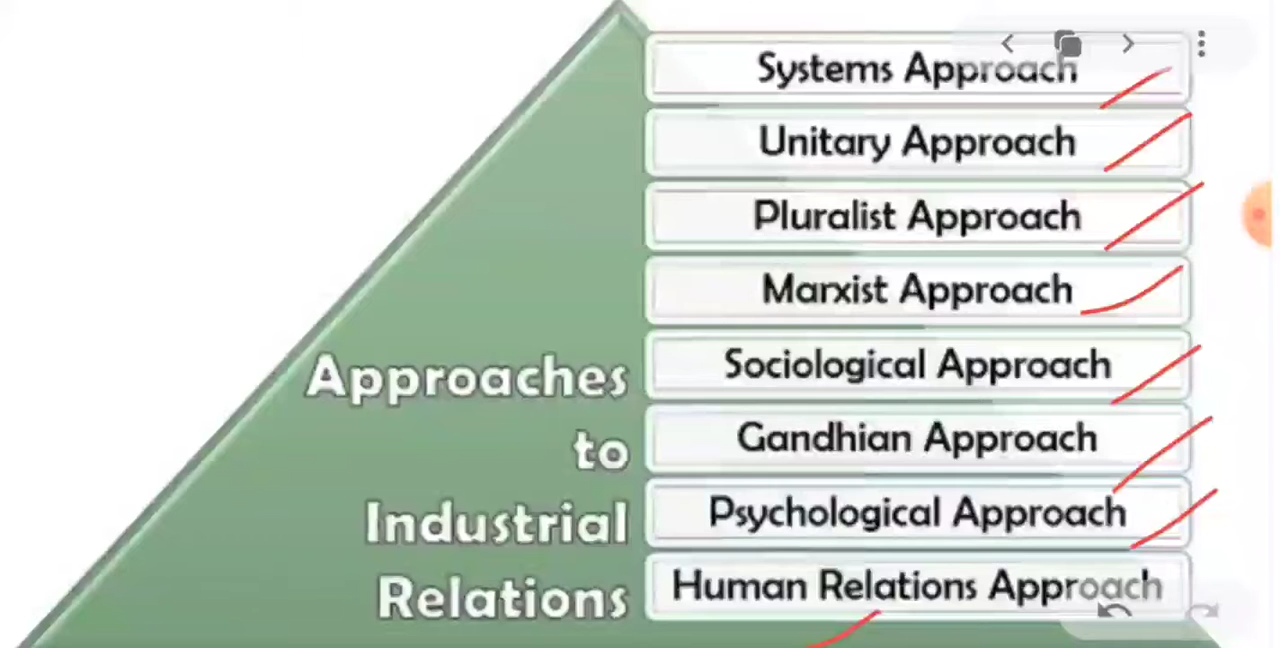 Systems Approach
Unitary Approach
Pluralist Approach
Marxist Approach
Sociological Approach
Gandhian Approach
Psychological Approach
Human Relations Approach
Approaches
to
Industrial
Relations